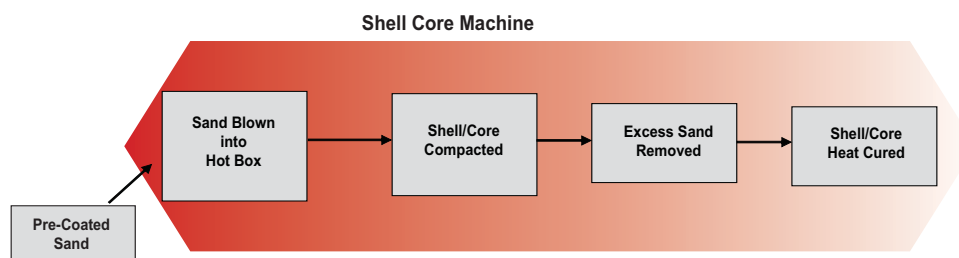 Shell Core Machine
Sand Blown
into
Hot Box
Shell/Core
Compacted
Excess Sand
Removed
Shell/Core
Heat Cured
Pre-Coated
Sand